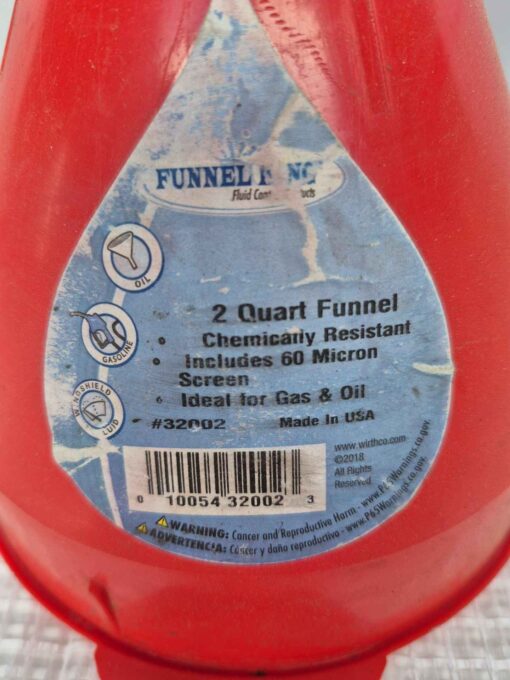 FUNNEL
Fluid
OIL
GASOLINE
WINDSHIELD
2 Quart Funnel
Chemically Resistant
Includes 60 Micron
Screen
Ideal for Gas & Oil
#32002 Made In USA
www.wirthco.com
©2018
All Rights
Reserved
0 10054 32002 3
WARNING: Cancer and Reproductive Harm - www.P65Warnings.ca.gov.
ADVERTENCIA: Cáncer y daño reproductivo - www.P65Warnings.ca.gov.